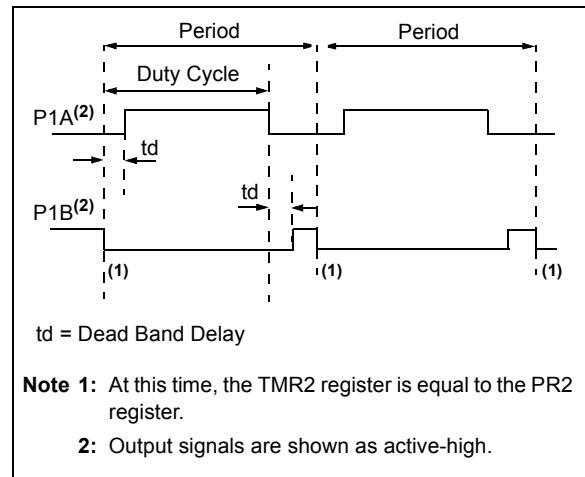 Period Period
Duty Cycle
P1A(2)
td
td
P1B(2)
(1) (1) (1)
td = Dead Band Delay
Note 1: At this time, the TMR2 register is equal to the PR2
register.
2: Output signals are shown as active-high.